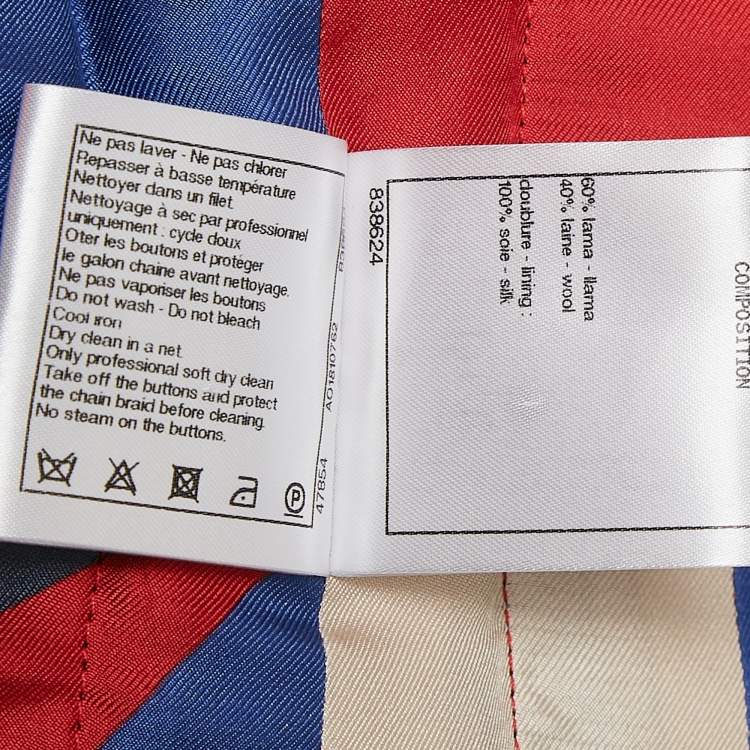 Ne pas laver - Ne pas chlorer
Repasser à basse température
Nettoyer dans un filet.
Nettoyage à sec par professionnel
uniquement : cycle doux
Oter les boutons et protéger
le galon chaine avant nettoyage.
Ne pas vaporiser les boutons
Do not wash - Do not bleach
Cool iron
Dry clean in a net.
Only professional soft dry clean
Take off the buttons and protect
the chain braid before cleaning.
No steam on the buttons.
P
47854
AO1810762
838624
COMPOSITION
60% lama - llama
40% laine - wool
doublure - lining :
100% soie - silk